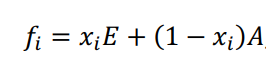 fᵢ = xᵢE + (1 − xᵢ)A